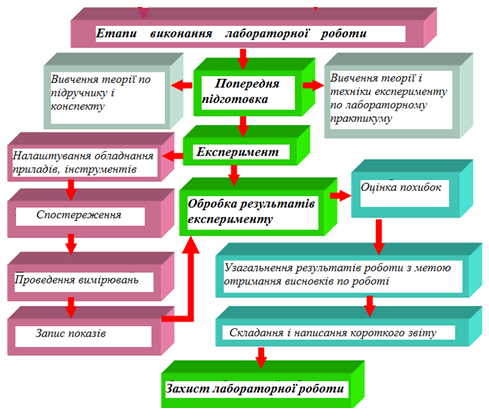 Етапи виконання лабораторної роботи
Вивчення теорії по
підручнику і
конспекту
Попередня
підготовка
Вивчення теорії і
техніки експерименту
по лабораторному
практикуму
Експеримент
Налаштування обладнання
приладів, інструментів
Обробка результатів
експерименту
Оцінка похибок
Спостереження
Проведення вимірювань
Узагальнення результатів роботи з метою
отримання висновків по роботі
Запис показів
Складання і написання короткого звіту
Захист лабораторної роботи